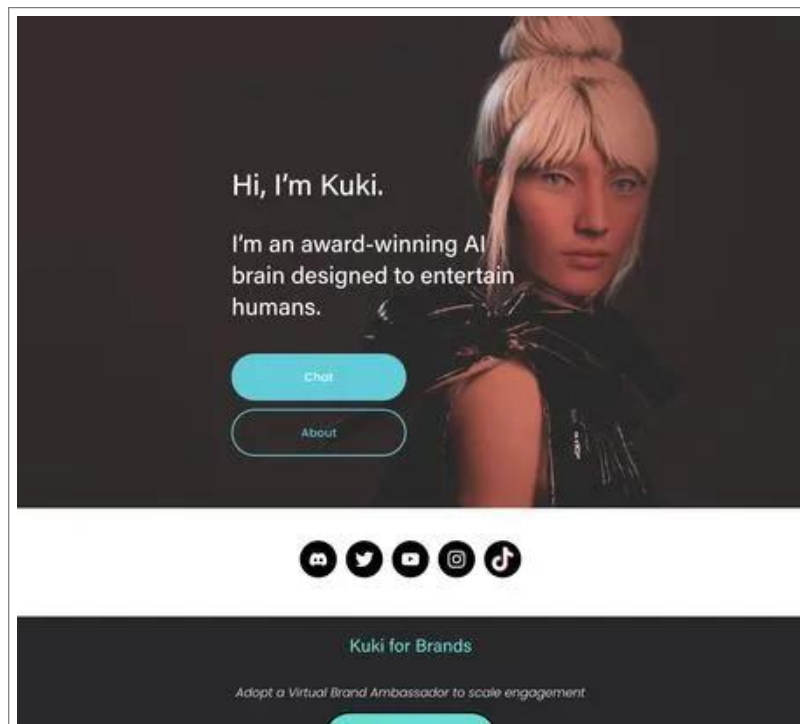 Hi, I'm Kuki.
I'm an award-winning AI
brain designed to entertain
humans.
Chat
About
Kuki for Brands
Adopt a Virtual Brand Ambassador to scale engagement